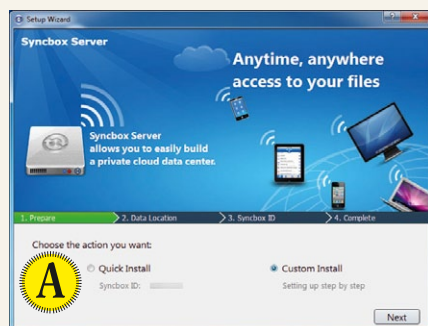 Setup Wizard
Syncbox Server
Anytime, anywhere
access to your files
Syncbox Server
allows you to easily build
a private cloud data center.
1. Prepare
2. Data Location
3. Syncbox ID
4. Complete
Choose the action you want:
Quick Install
Custom Install
Syncbox ID:
Setting up step by step
A
Next